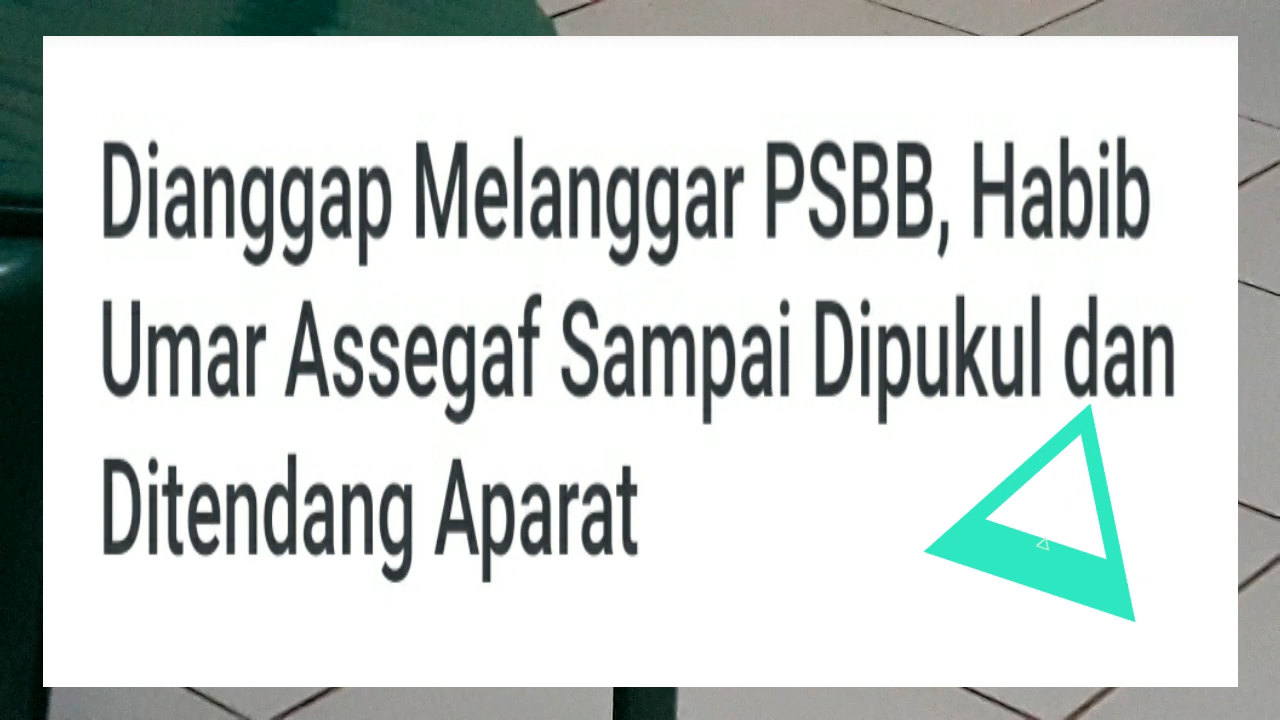 Dianggap Melanggar PSBB, Habib
Umar Assegaf Sampai Dipukul dan
Ditendang Aparat